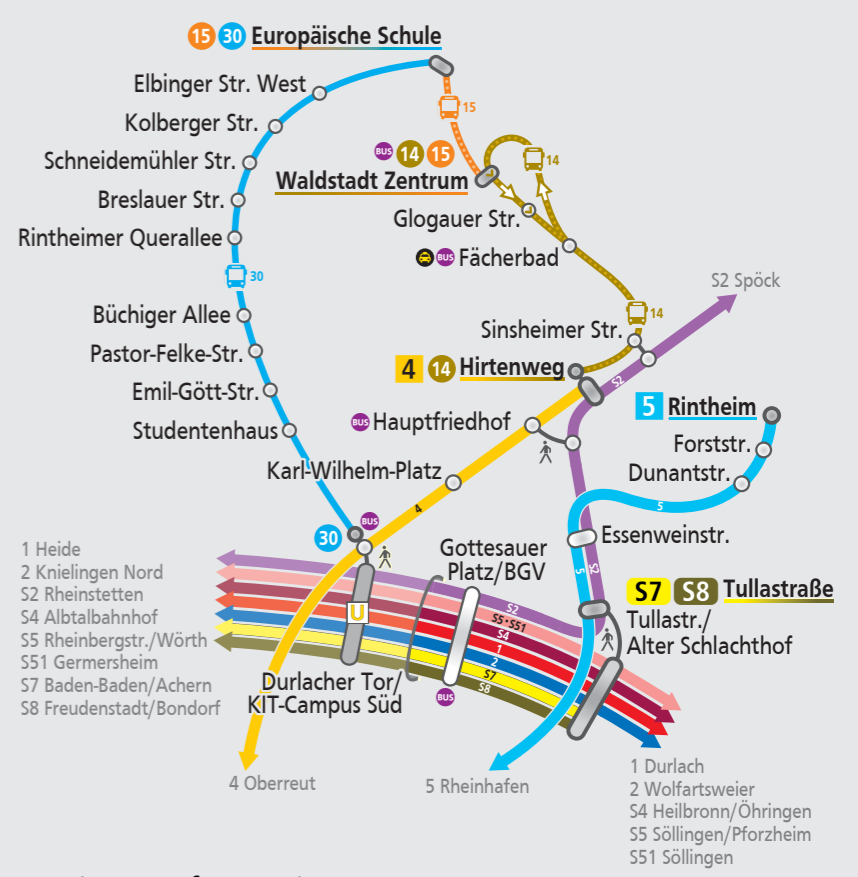 15 30 Europäische Schule
Elbinger Str. West
15
Kolberger Str.
BUS 14 15
14
Schneidemühler Str.
Waldstadt Zentrum
Breslauer Str.
Glogauer Str.
Rintheimer Querallee
BUS Fächerbad
30
S2 Spöck
Büchiger Allee
14
Sinsheimer Str.
Pastor-Felke-Str.
4 14 Hirtenweg
S2
Emil-Gött-Str.
5 Rintheim
BUS Hauptfriedhof
Studentenhaus
Forststr.
Karl-Wilhelm-Platz
Dunantstr.
4
5
BUS
30
Essenweinstr.
Gottesauer
Platz/BGV
1 Heide
2 Knielingen Nord
S2 Rheinstetten
S4 Albtalbahnhof
S5 Rheinbergstr./Wörth
S51 Germersheim
S7 Baden-Baden/Achern
S8 Freudenstadt/Bondorf
5
S2
S7 S8 Tullastraße
Tullastr./
Alter Schlachthof
U
S2
S5·S51
S4
1
2
S7
S8
BUS
Durlacher Tor/
KIT-Campus Süd
4 Oberreut
5 Rheinhafen
1 Durlach
2 Wolfartsweier
S4 Heilbronn/Öhringen
S5 Söllingen/Pforzheim
S51 Söllingen